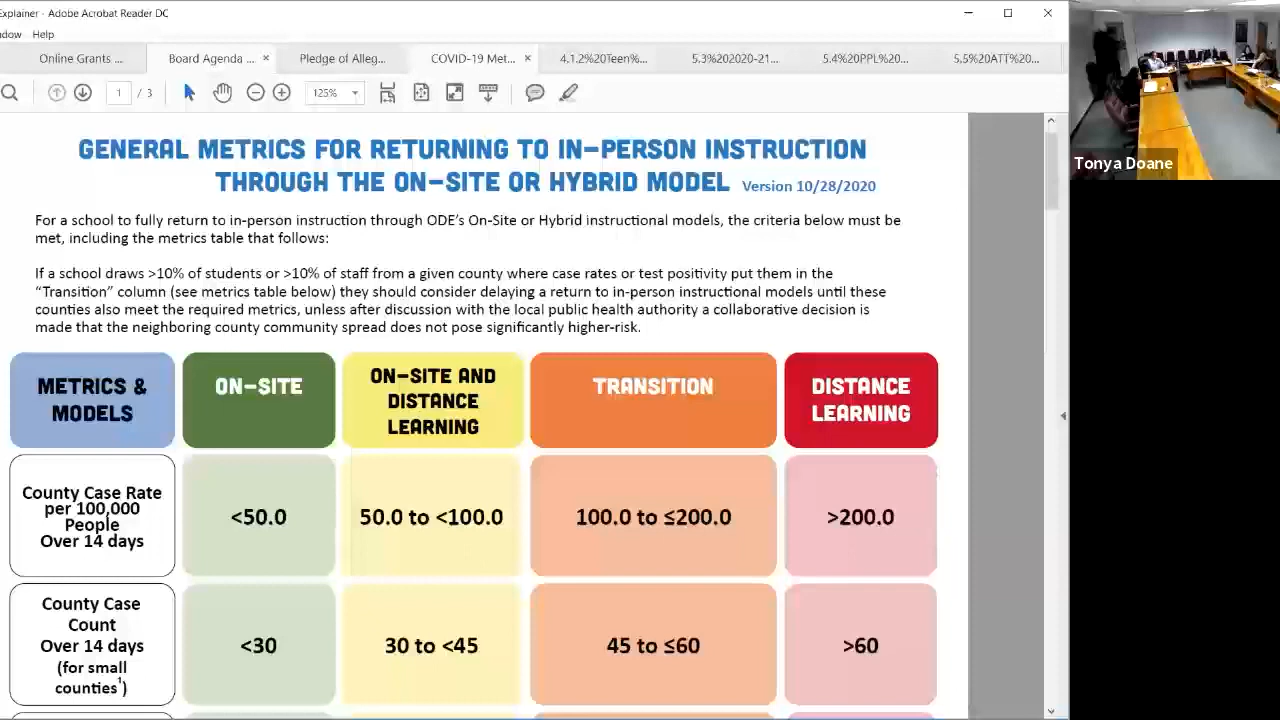 Explainer - Adobe Acrobat Reader DC
ndow Help
Online Grants ...
Board Agenda ... ×
Pledge of Alleg...
COVID-19 Met... ×
4.1.2%20Teen%...
5.3%202020-21...
5.4%20PPL%20...
5.5%20ATT%20...
1 / 3
125%
GENERAL METRICS FOR RETURNING TO IN-PERSON INSTRUCTION
THROUGH THE ON-SITE OR HYBRID MODEL Version 10/28/2020
For a school to fully return to in-person instruction through ODE's On-Site or Hybrid instructional models, the criteria below must be
met, including the metrics table that follows:
If a school draws >10% of students or >10% of staff from a given county where case rates or test positivity put them in the
“Transition” column (see metrics table below) they should consider delaying a return to in-person instructional models until these
counties also meet the required metrics, unless after discussion with the local public health authority a collaborative decision is
made that the neighboring county community spread does not pose significantly higher-risk.
METRICS &
MODELS
ON-SITE
ON-SITE AND
DISTANCE
LEARNING
TRANSITION
DISTANCE
LEARNING
County Case Rate
per 100,000
People
Over 14 days
<50.0
50.0 to <100.0
100.0 to ≤200.0
>200.0
County Case
Count
Over 14 days
(for small
counties¹)
<30
30 to <45
45 to ≤60
>60
Tonya Doane